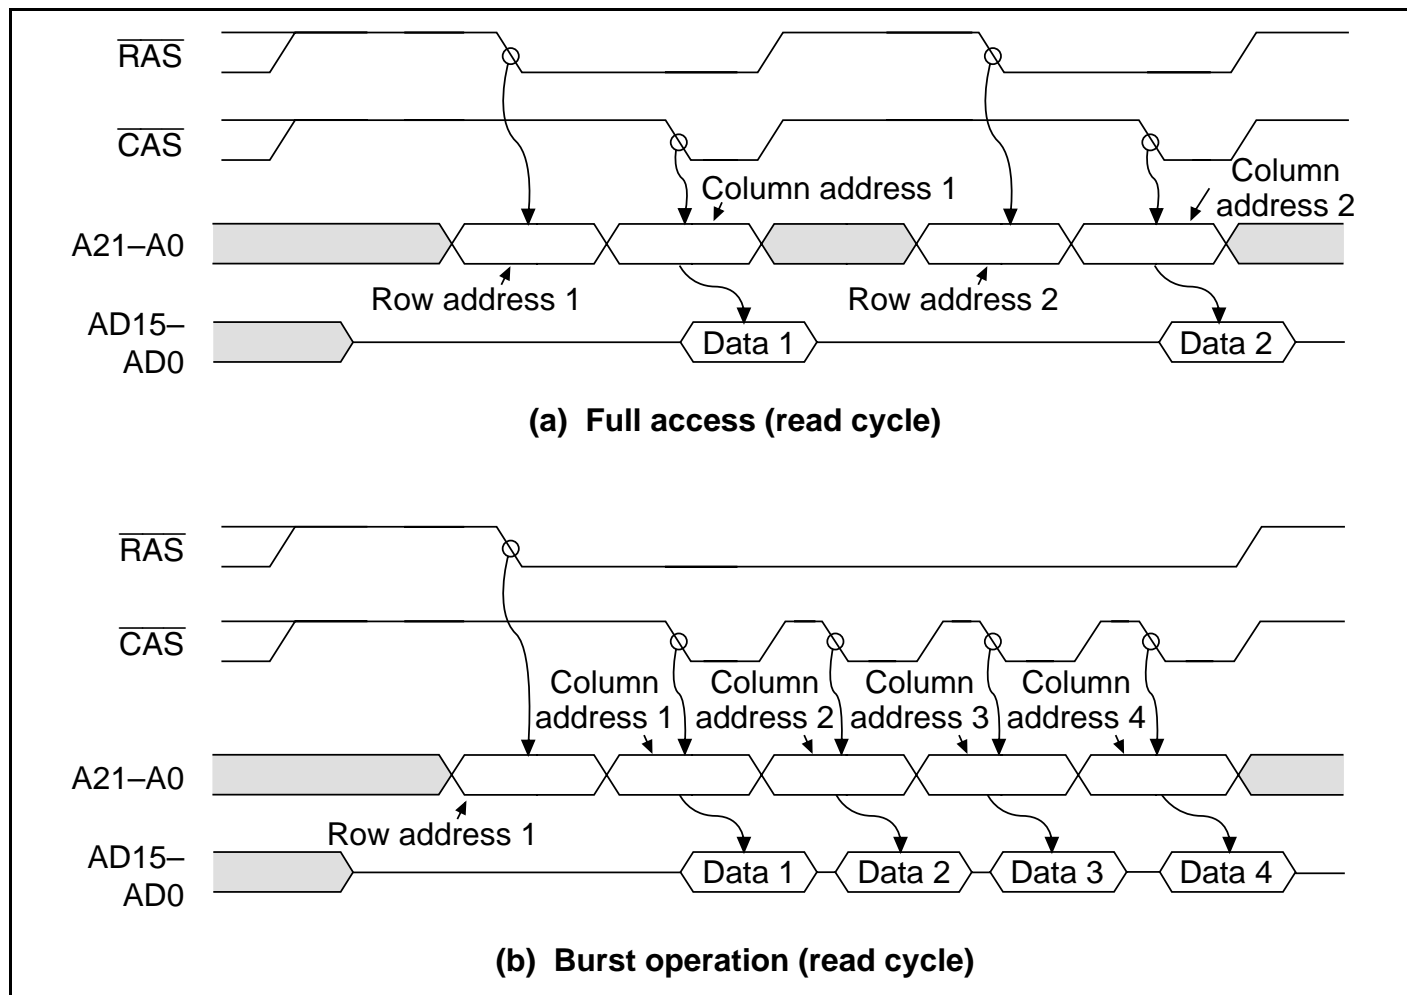 RAS
CAS
Column address 1
Column
address 2
A21–A0
Row address 1
Row address 2
AD15–
AD0
Data 1
Data 2
(a) Full access (read cycle)
RAS
CAS
Column
address 1
Column
address 2
Column
address 3
Column
address 4
A21–A0
Row address 1
AD15–
AD0
Data 1
Data 2
Data 3
Data 4
(b) Burst operation (read cycle)